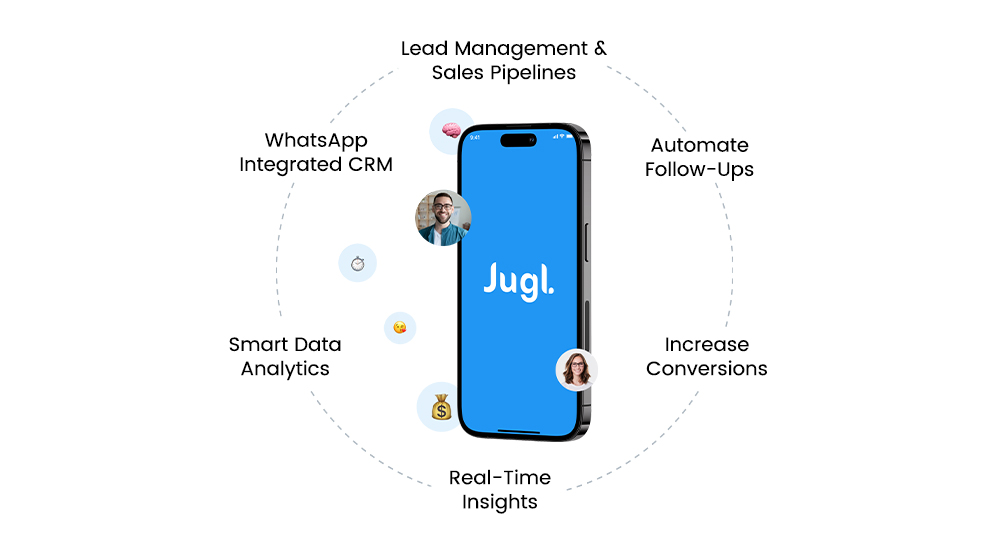 Lead Management &
Sales Pipelines
WhatsApp
Integrated CRM
Automate
Follow-Ups
9:41
Jugl.
Smart Data
Analytics
Increase
Conversions
Real-Time
Insights